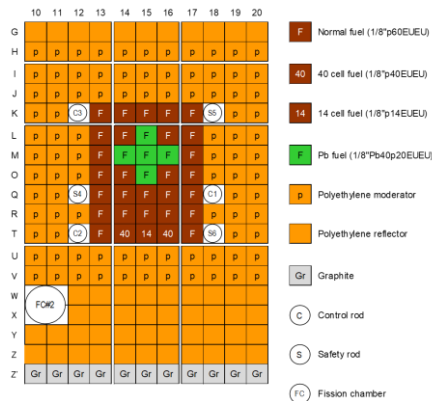 10 11 12 13 14 15 16 17 18 19 20
G
H p p p p p p p p p p p
I p p p p p p p p p p p
J p p p p p p p p p p p
K p p C3 F F F F F S5 p p
L p p p F F F F F p p p
M p p p F F F F F p p p
O p p p F F F F F p p p
Q p p S4 F F F F F C1 p p
R p p p F F F F F p p p
T p p C2 F 40 14 40 F S6 p p
U p p p p p p p p p p p
V p p p p p p p p p p p
W
FC#2
X
Y
Z
Z' Gr Gr Gr Gr Gr Gr Gr Gr Gr Gr Gr
F Normal fuel (1/8"p60EUEU)
40 40 cell fuel (1/8"p40EUEU)
14 14 cell fuel (1/8"p14EUEU)
F Pb fuel (1/8"Pb40p20EUEU)
p Polyethylene moderator
Polyethylene reflector
Gr Graphite
C Control rod
S Safety rod
FC Fission chamber